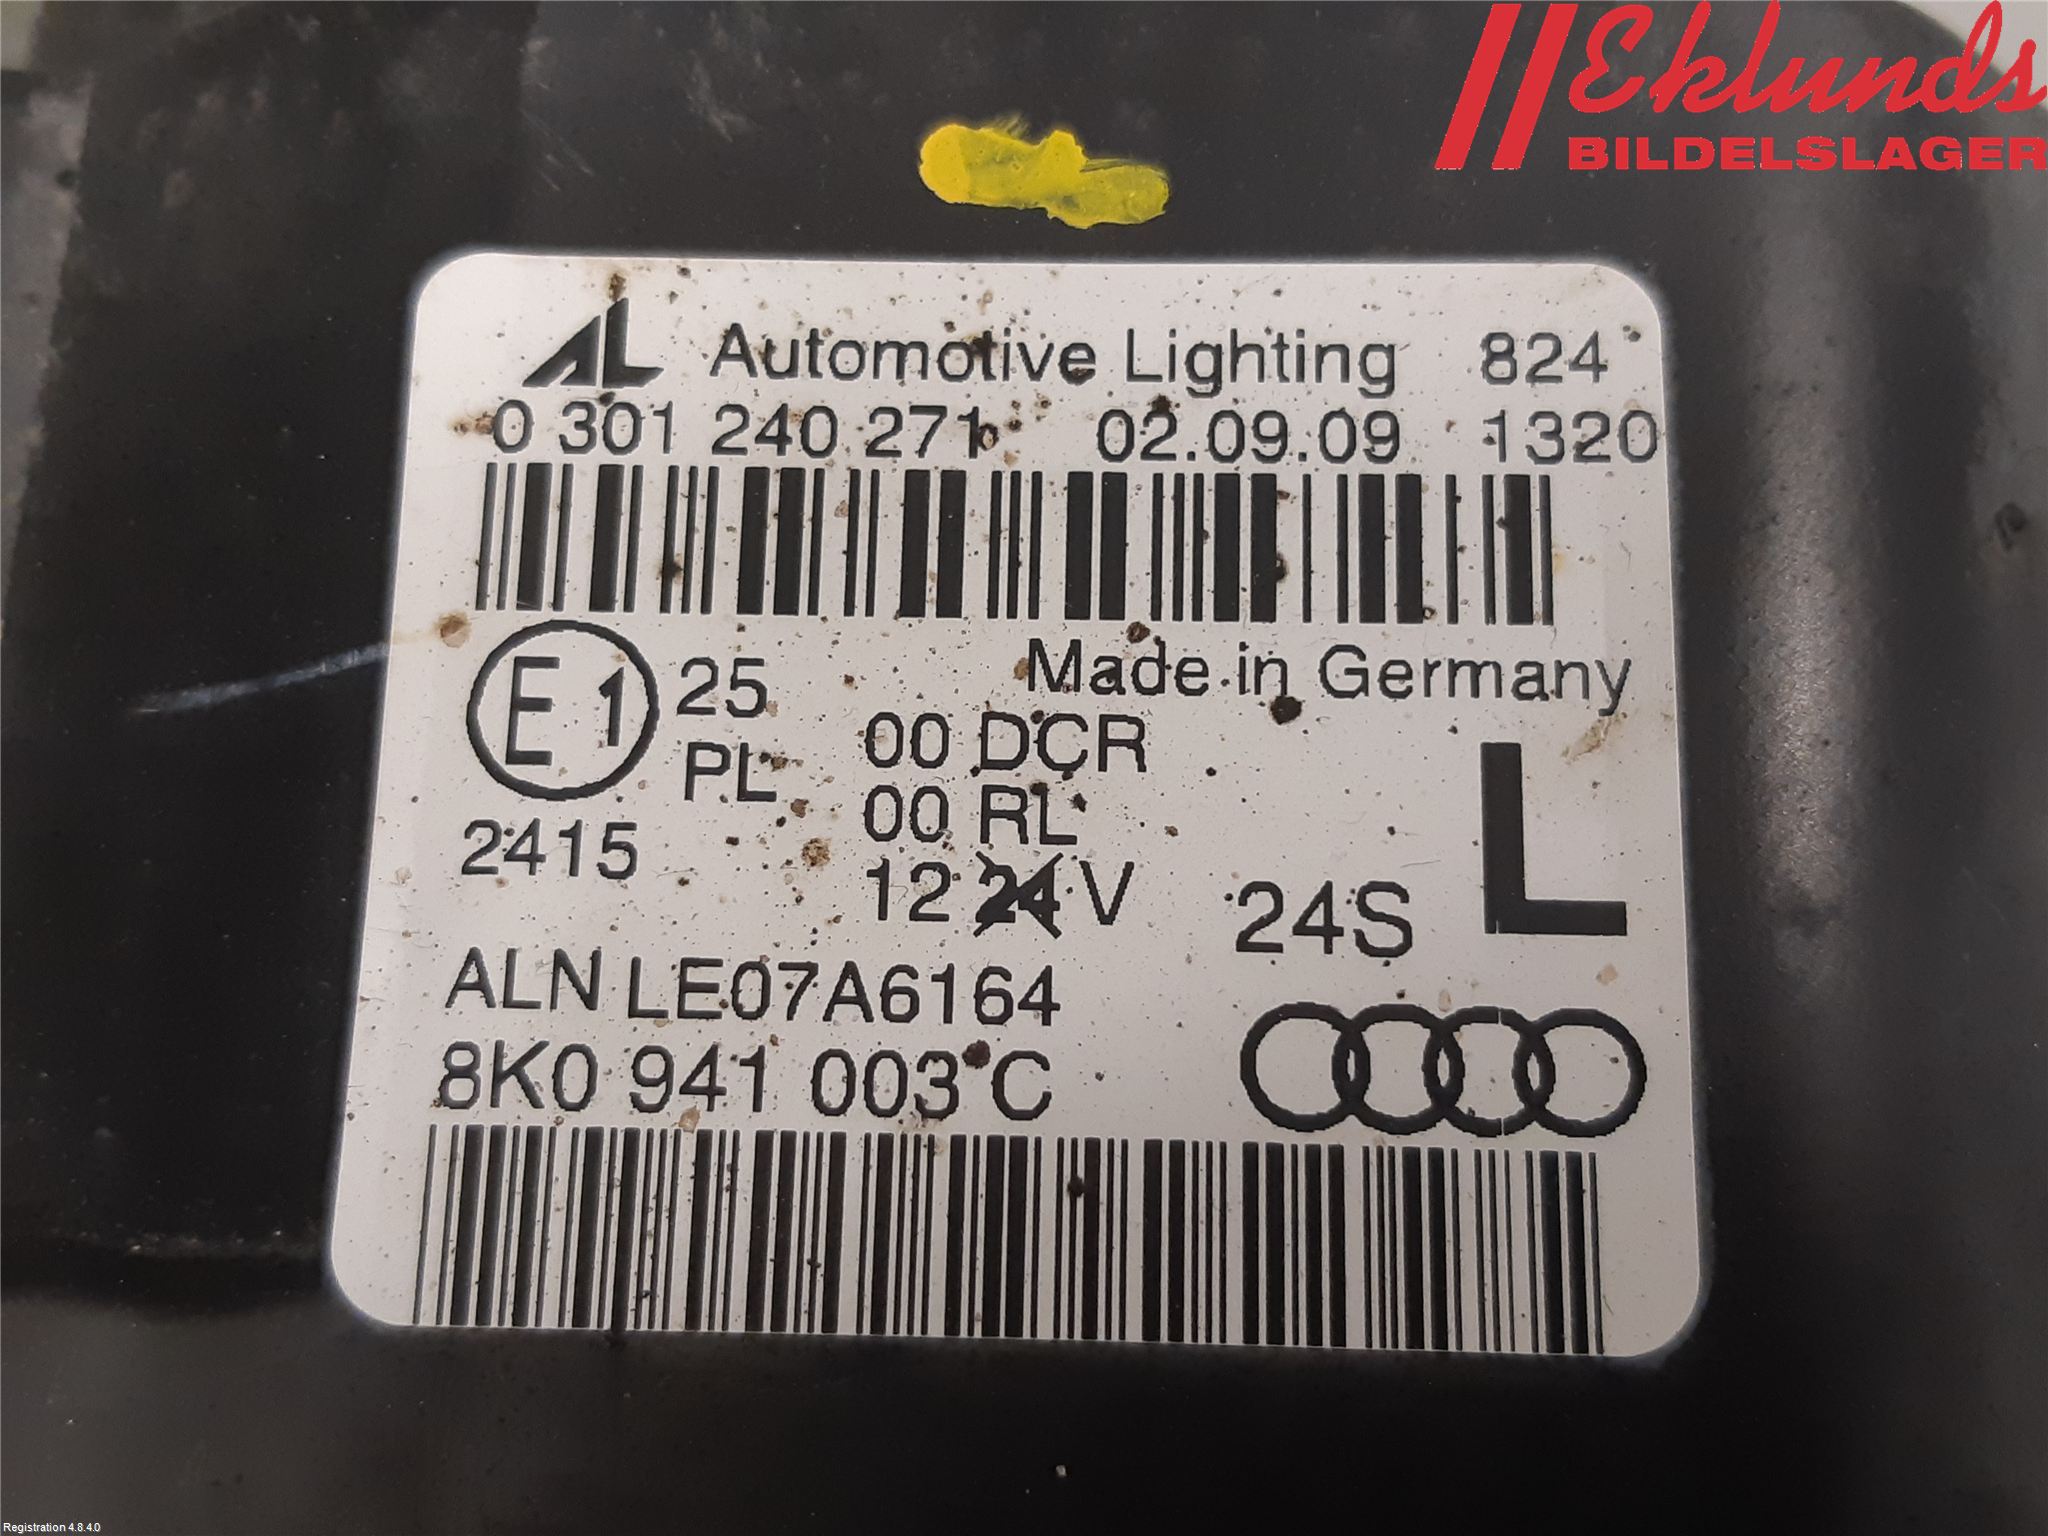 Eklunds
BILDELSLAGER
AL Automotive Lighting 824
0 301 240 271 02.09.09 1320
Made in Germany
E1 25
PL
00 DCR
00 RL
2415
12 24 V
24S
L
ALN LE07A6164
8K0 941 003 C
Registration 4.8.4.0